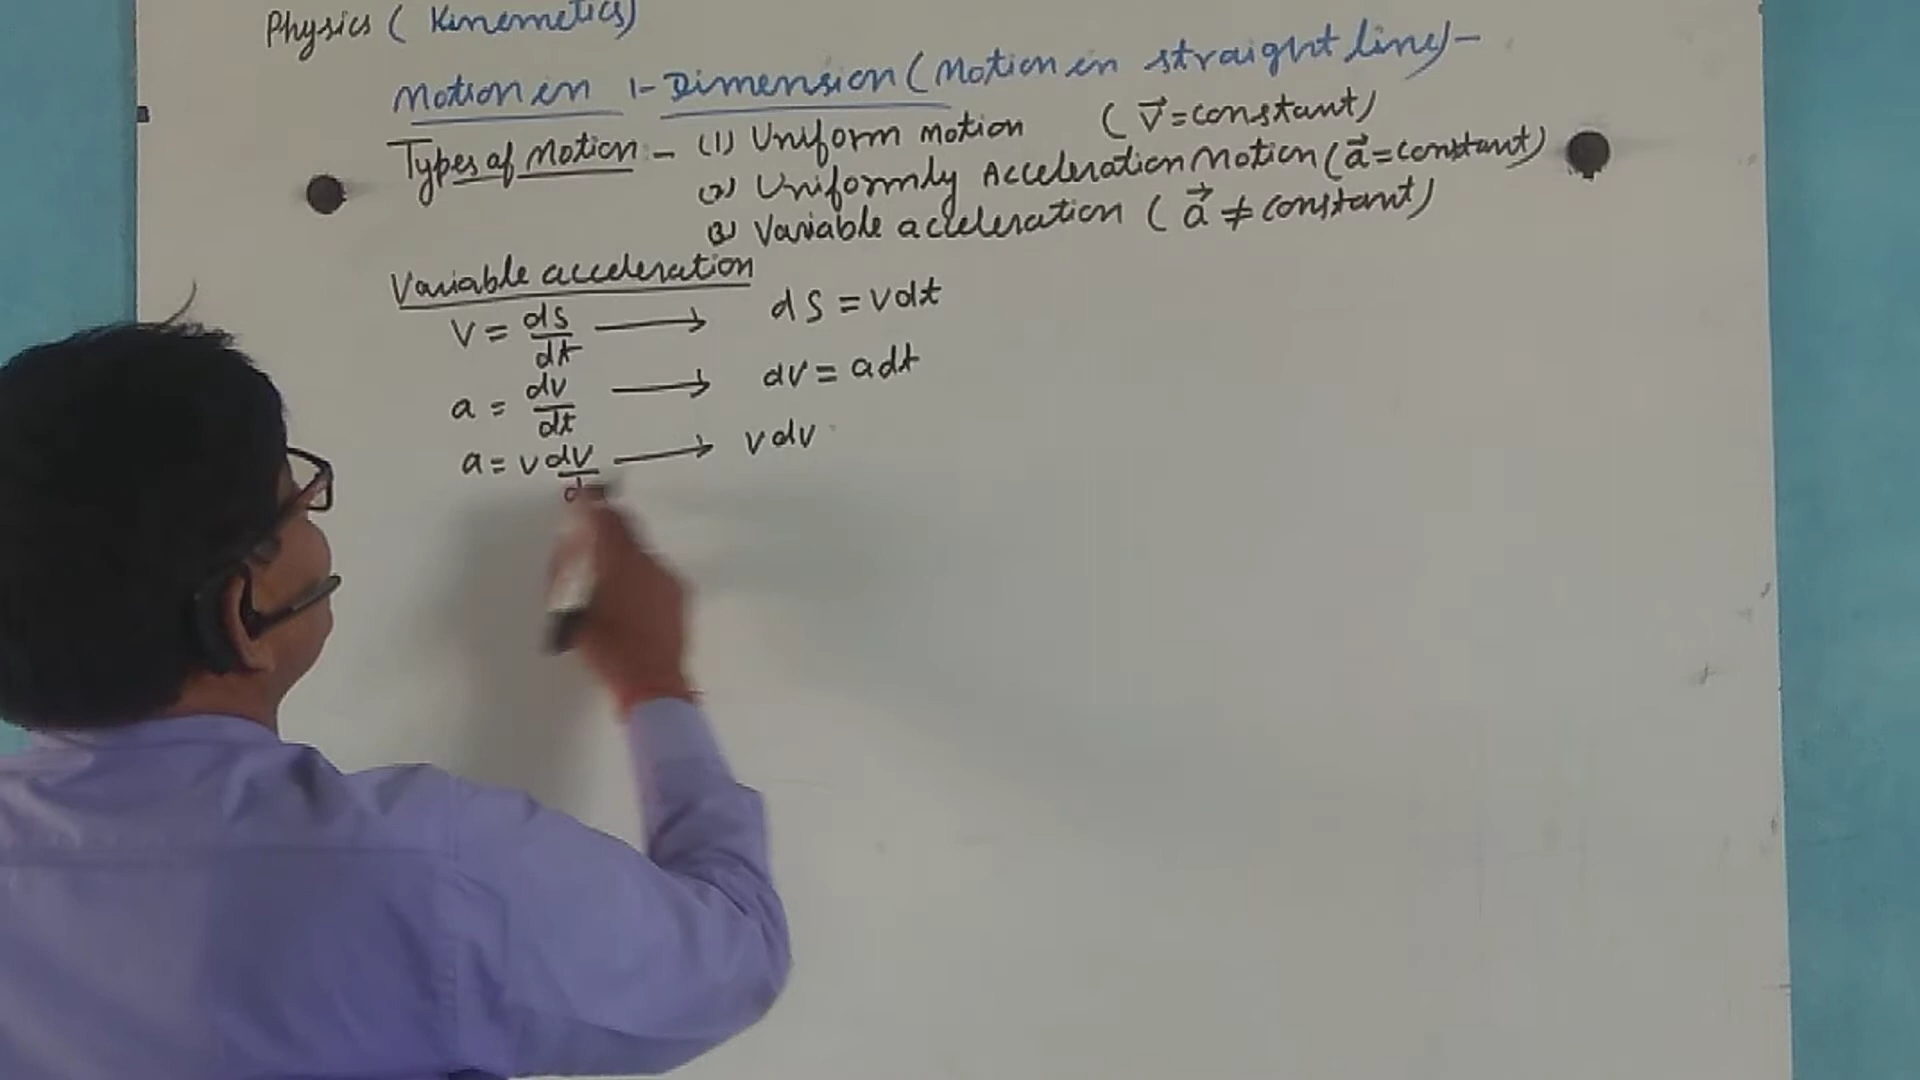 Physics ( Kinemetics)
Motion in 1-Dimension (Motion in straight line) -
Types of Motion - (1) Uniform Motion ( v⃗ = constant)
(2) Uniformly Acceleration Motion ( a⃗ = constant)
(3) Variable acceleration ( a⃗ ≠ constant)
Variable acceleration
v = ds/dt ⟶ ds = vdt
a = dv/dt ⟶ dv = adt
a = v dv/d ⟶ vdv